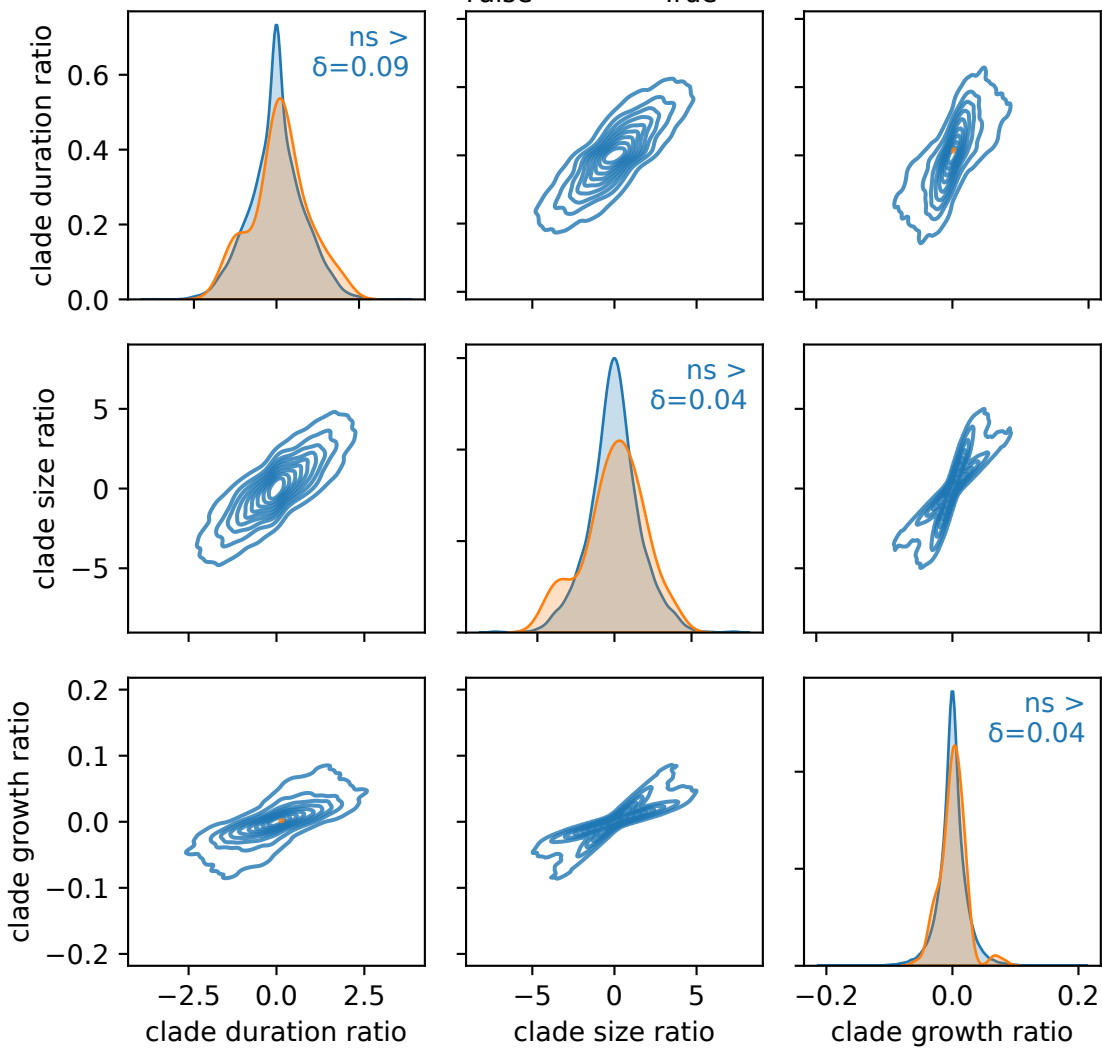 True
clade duration ratio
0.6
0.4
0.2
0.0
ns >
δ=0.09
clade size ratio
5
0
−5
ns >
δ=0.04
clade growth ratio
0.2
0.1
0.0
−0.1
−0.2
ns >
δ=0.04
−2.5 0.0 2.5
−5 0 5
−0.2 0.0 0.2
clade duration ratio
clade size ratio
clade growth ratio